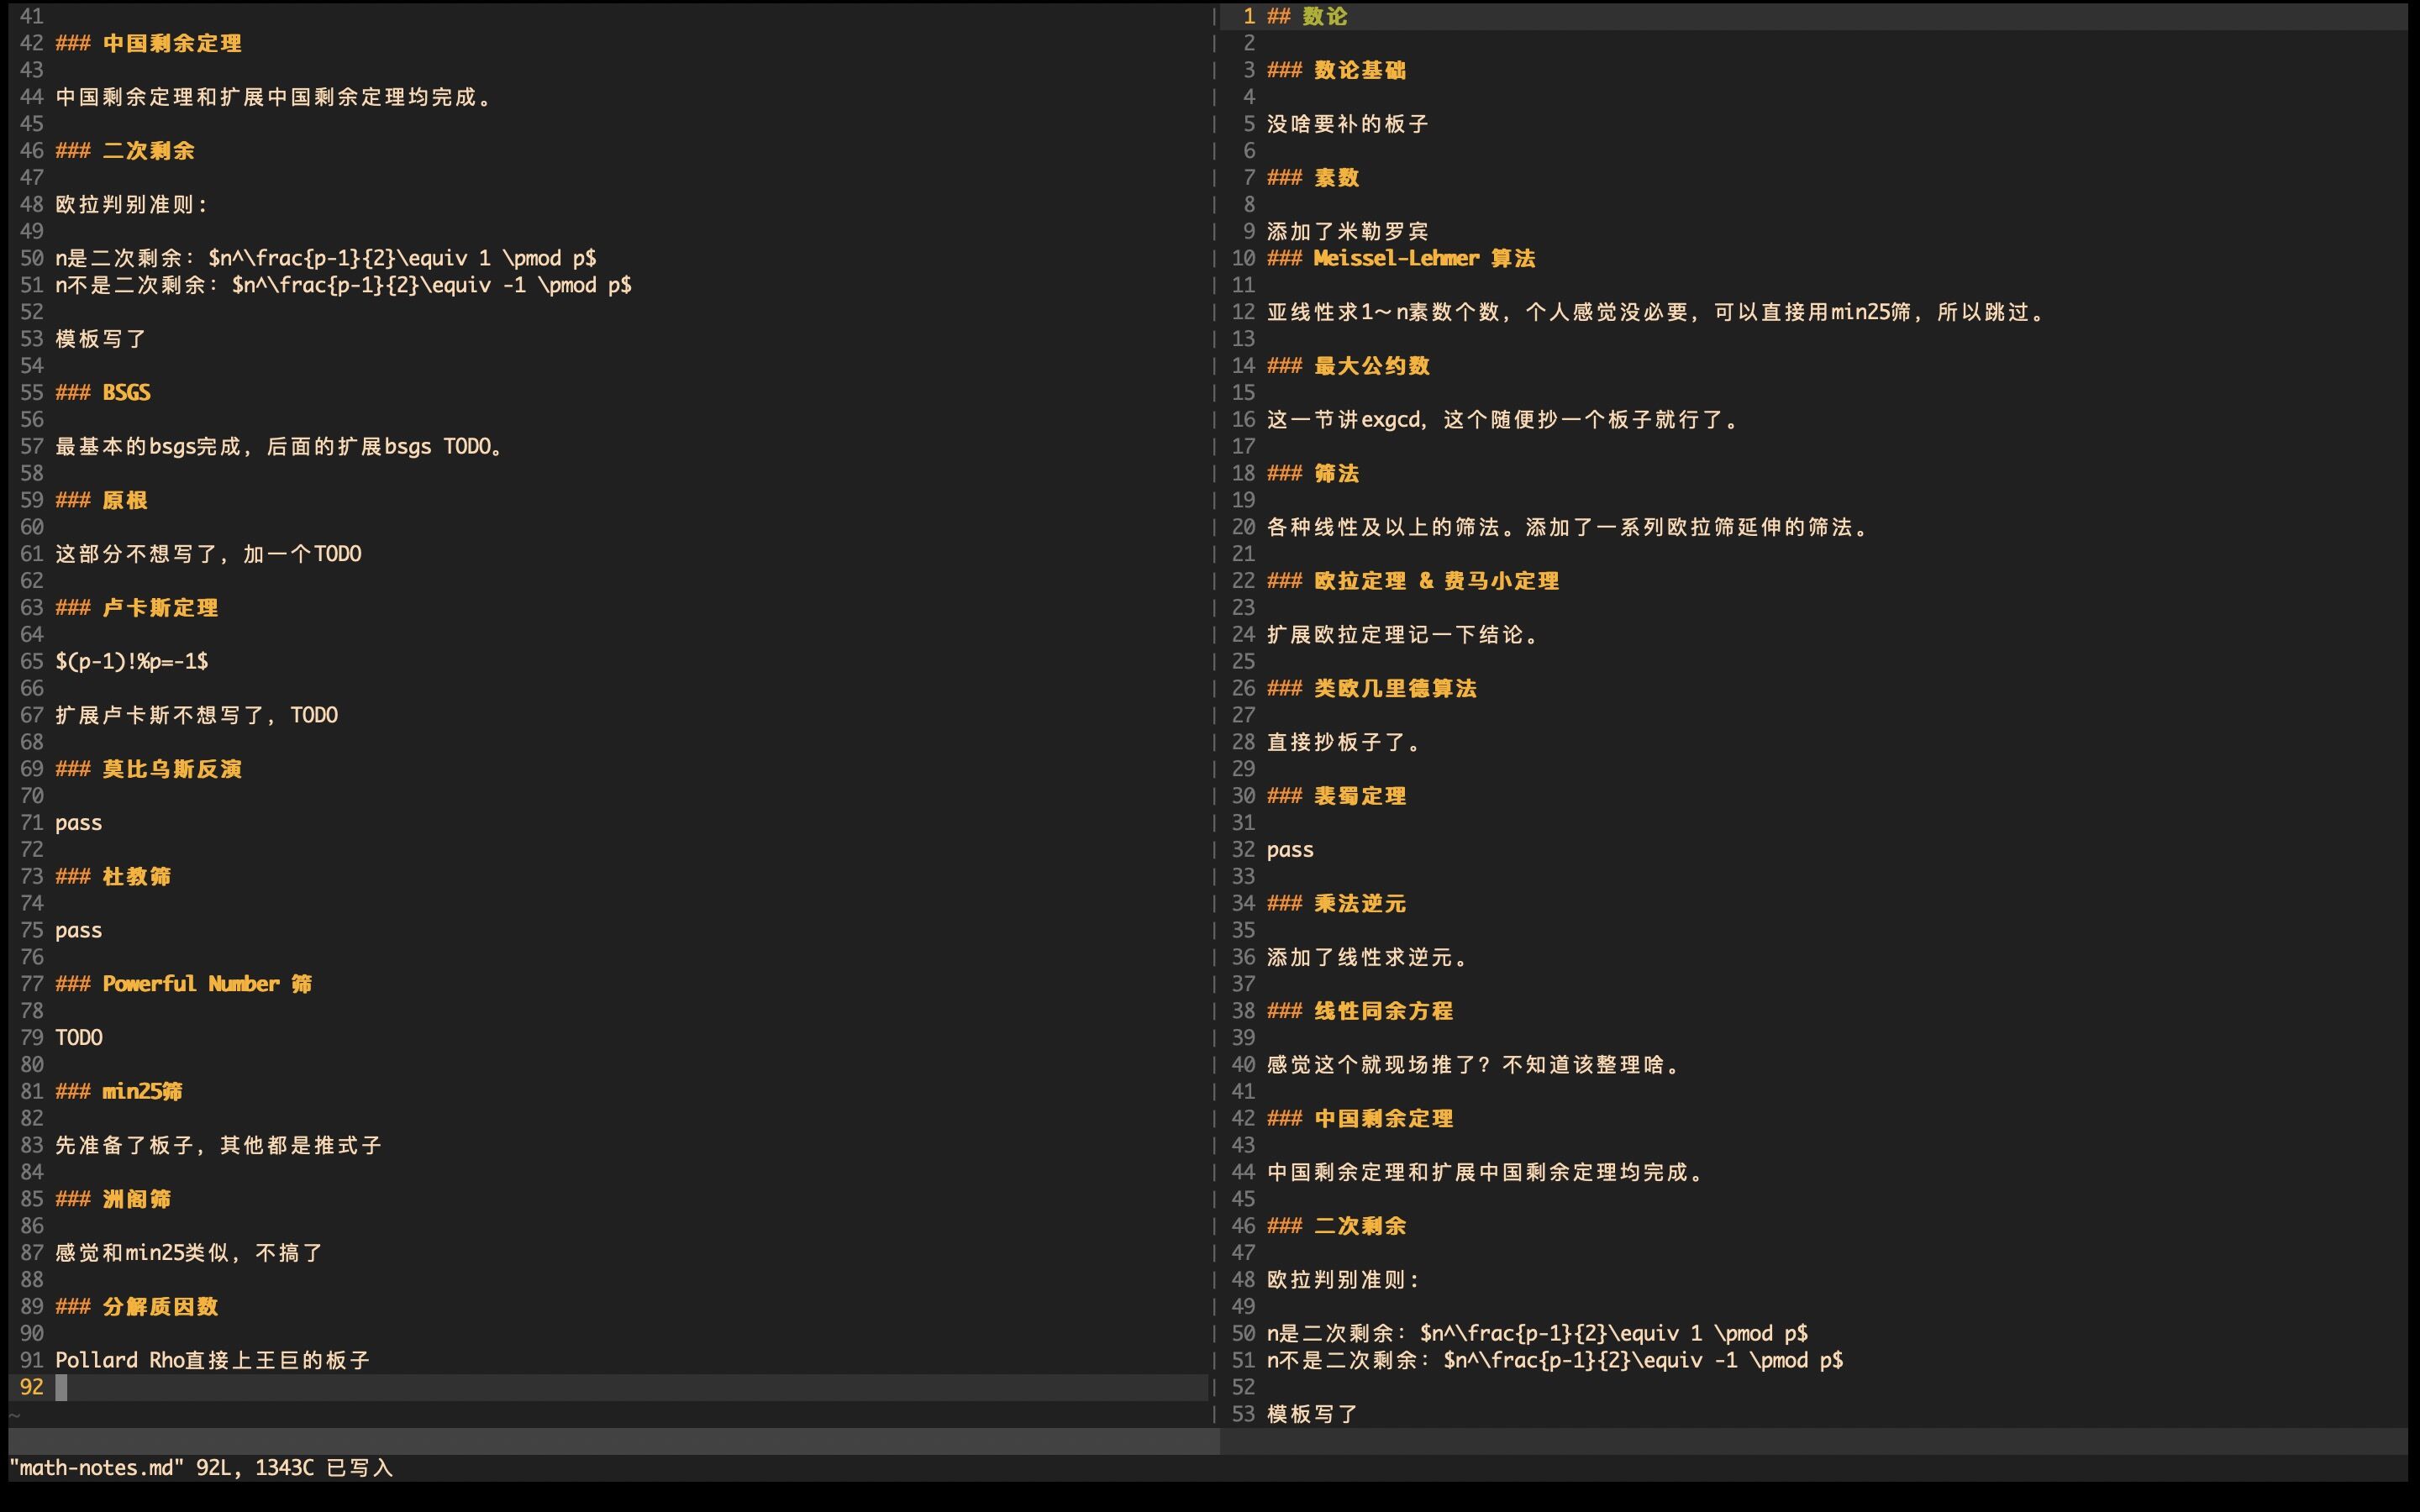 41
42 ### 中国剩余定理
43
44 中国剩余定理和扩展中国剩余定理均完成。
45
46 ### 二次剩余
47
48 欧拉判别准则：
49
50 n是二次剩余：$n^\frac{p-1}{2}\equiv 1 \pmod p$
51 n不是二次剩余：$n^\frac{p-1}{2}\equiv -1 \pmod p$
52
53 模板写了
54
55 ### BSGS
56
57 最基本的bsgs完成，后面的扩展bsgs TODO。
58
59 ### 原根
60
61 这部分不想写了，加一个TODO
62
63 ### 卢卡斯定理
64
65 $(p-1)!%p=-1$
66
67 扩展卢卡斯不想写了，TODO
68
69 ### 莫比乌斯反演
70
71 pass
72
73 ### 杜教筛
74
75 pass
76
77 ### Powerful Number 筛
78
79 TODO
80
81 ### min25筛
82
83 先准备了板子，其他都是推式子
84
85 ### 洲阁筛
86
87 感觉和min25类似，不搞了
88
89 ### 分解质因数
90
91 Pollard Rho直接上王巨的板子
92
~
1 ## 数论
2
3 ### 数论基础
4
5 没啥要补的板子
6
7 ### 素数
8
9 添加了米勒罗宾
10 ### Meissel-Lehmer 算法
11
12 亚线性求1～n素数个数，个人感觉没必要，可以直接用min25筛，所以跳过。
13
14 ### 最大公约数
15
16 这一节讲exgcd，这个随便抄一个板子就行了。
17
18 ### 筛法
19
20 各种线性及以上的筛法。添加了一系列欧拉筛延伸的筛法。
21
22 ### 欧拉定理 & 费马小定理
23
24 扩展欧拉定理记一下结论。
25
26 ### 类欧几里德算法
27
28 直接抄板子了。
29
30 ### 裴蜀定理
31
32 pass
33
34 ### 乘法逆元
35
36 添加了线性求逆元。
37
38 ### 线性同余方程
39
40 感觉这个就现场推了？不知道该整理啥。
41
42 ### 中国剩余定理
43
44 中国剩余定理和扩展中国剩余定理均完成。
45
46 ### 二次剩余
47
48 欧拉判别准则：
49
50 n是二次剩余：$n^\frac{p-1}{2}\equiv 1 \pmod p$
51 n不是二次剩余：$n^\frac{p-1}{2}\equiv -1 \pmod p$
52
53 模板写了
"math-notes.md" 92L, 1343C 已写入